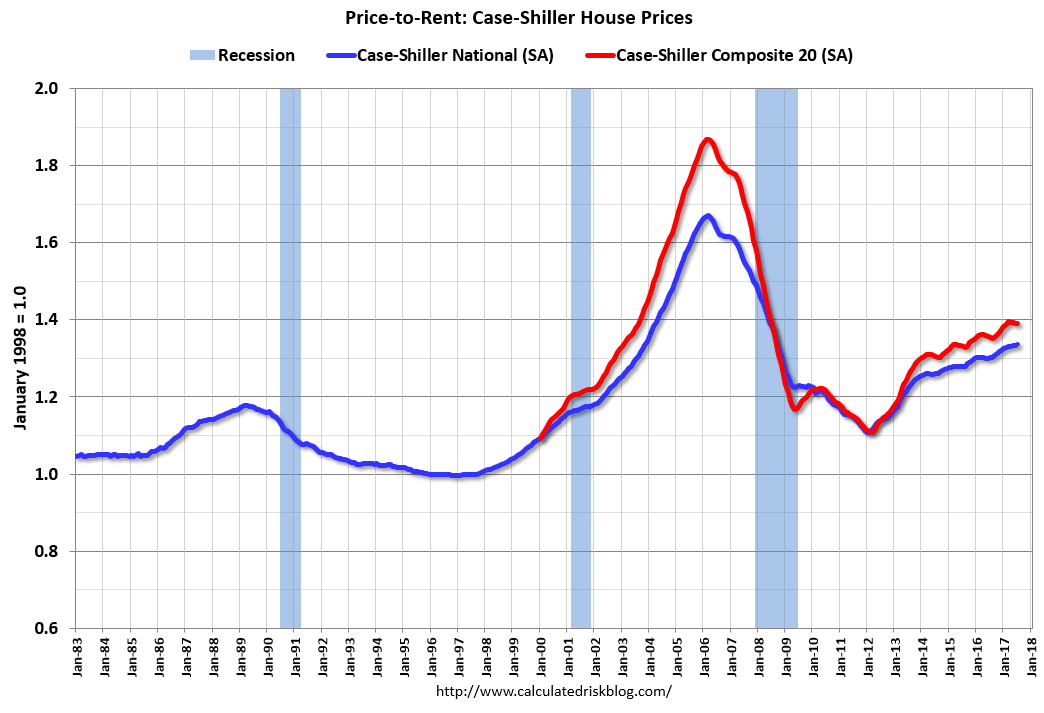 Price-to-Rent: Case-Shiller House Prices
Recession Case-Shiller National (SA) Case-Shiller Composite 20 (SA)
January 1998 = 1.0
2.0
1.8
1.6
1.4
1.2
1.0
0.8
0.6
Jan-83 Jan-84 Jan-85 Jan-86 Jan-87 Jan-88 Jan-89 Jan-90 Jan-91 Jan-92 Jan-93 Jan-94 Jan-95 Jan-96 Jan-97 Jan-98 Jan-99 Jan-00 Jan-01 Jan-02 Jan-03 Jan-04 Jan-05 Jan-06 Jan-07 Jan-08 Jan-09 Jan-10 Jan-11 Jan-12 Jan-13 Jan-14 Jan-15 Jan-16 Jan-17 Jan-18
http://www.calculatedriskblog.com/